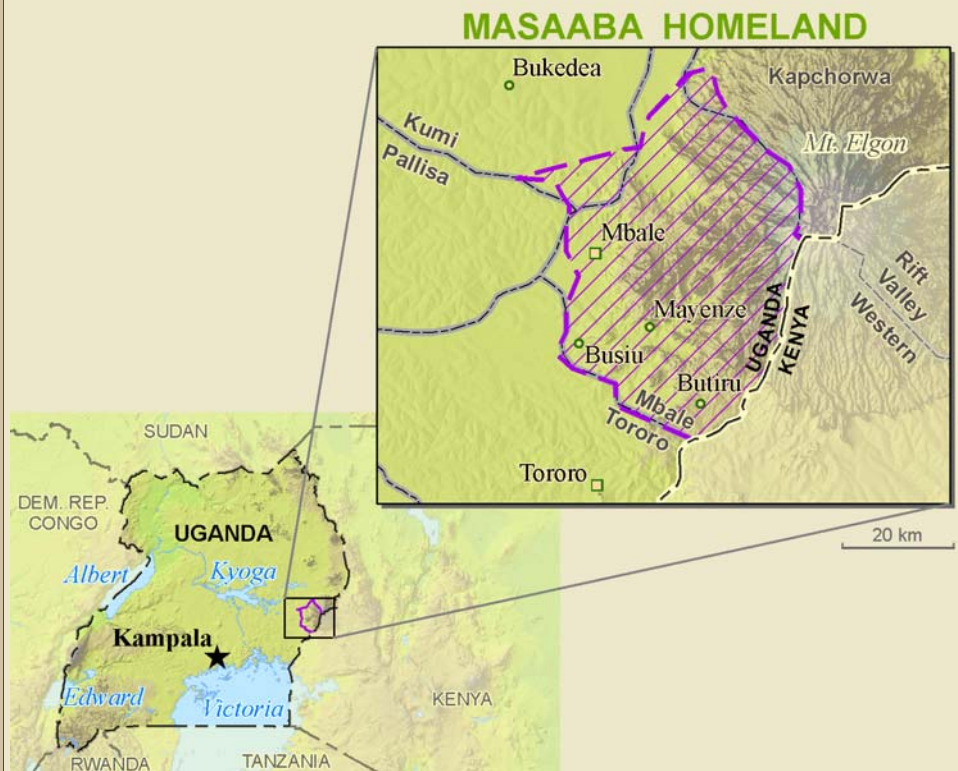 MASAABA HOMELAND
Bukedea
Kapchorwa
Kumi
Pallisa
Mt. Elgon
Mbale
Rift Valley
Western
Mayenze
UGANDA
KENYA
Busiu
Butiru
Mbale
Tororo
Tororo
20 km
SUDAN
DEM. REP.
CONGO
UGANDA
Albert
Kyoga
Kampala
Edward
Victoria
KENYA
RWANDA
TANZANIA